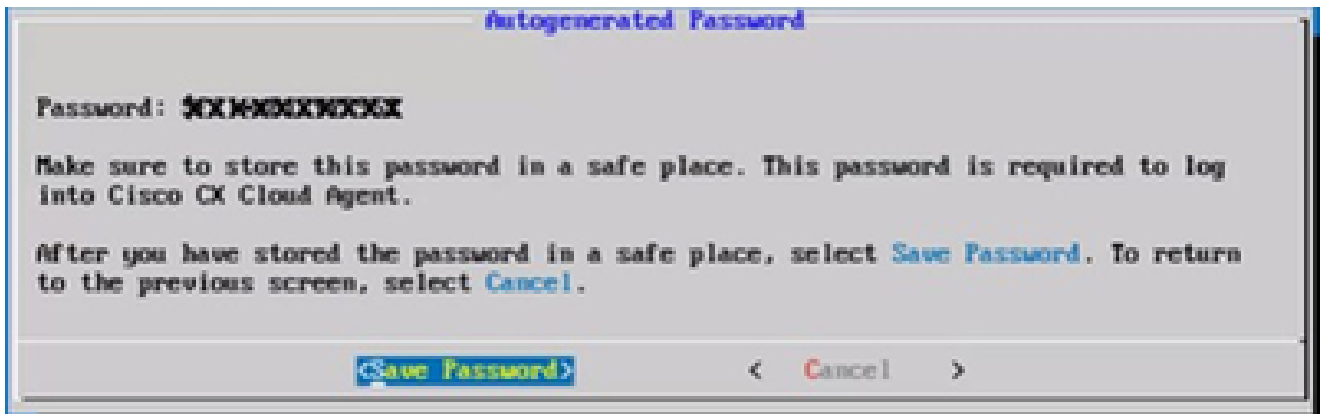 Autogenerated Password
Password:
Make sure to store this password in a safe place. This password is required to log
into Cisco CX Cloud Agent.
After you have stored the password in a safe place, select Save Password. To return
to the previous screen, select Cancel.
<Save Password> < Cancel >